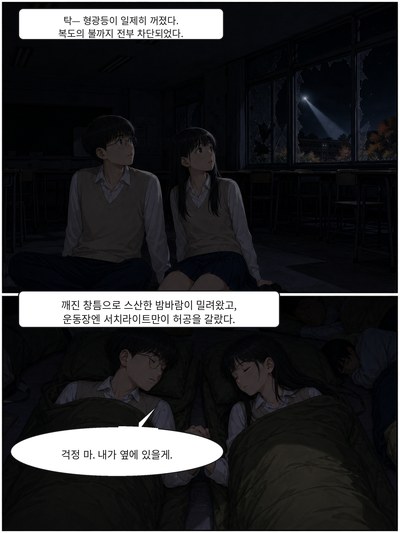 탁— 형광등이 일제히 꺼졌다.
복도의 불까지 전부 차단되었다.
깨진 창틈으로 스산한 밤바람이 밀려왔고,
운동장엔 서치라이트만이 허공을 갈랐다.
걱정 마. 내가 옆에 있을게.